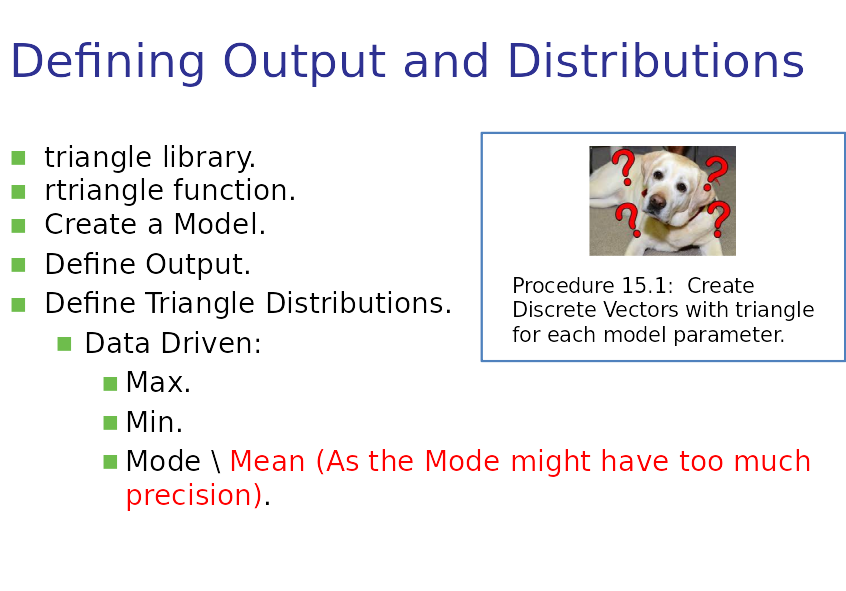 Defining Output and Distributions
triangle library.
rtriangle function.
Create a Model.
Define Output.
Define Triangle Distributions.
Data Driven:
Max.
Min.
Mode \ Mean (As the Mode might have too much
precision).
? ? ? ?
Procedure 15.1:  Create
Discrete Vectors with triangle
for each model parameter.